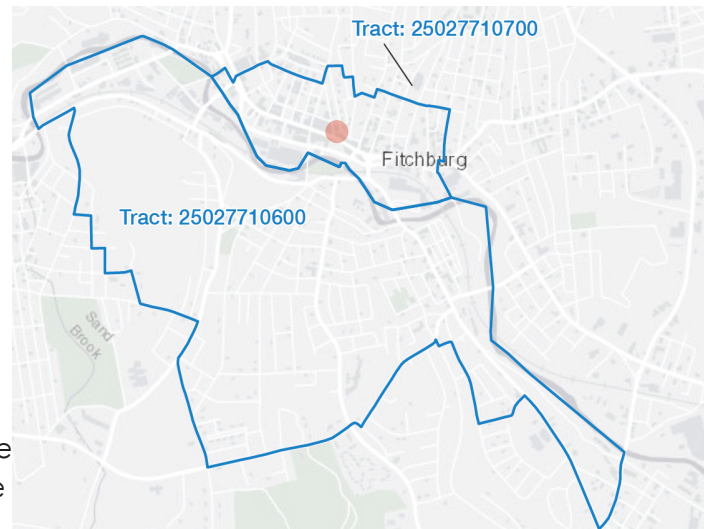 Tract: 25027710700
Fitchburg
Tract: 25027710600
Sand
Brook
e
e